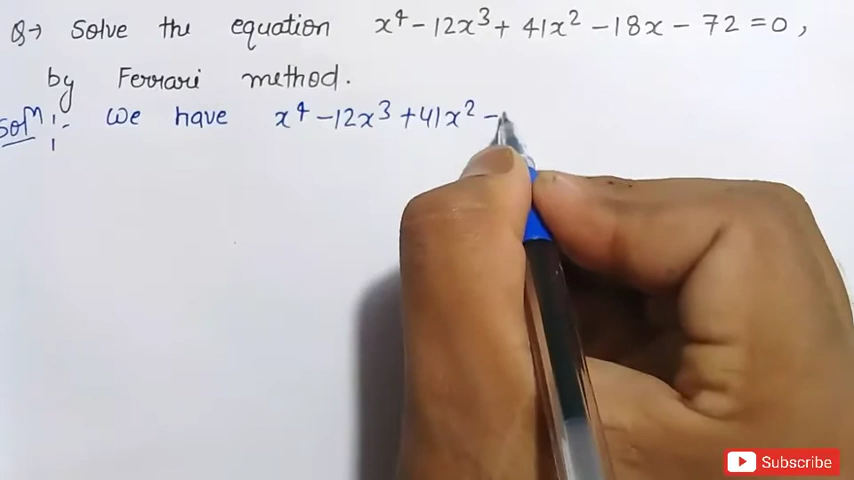 Q→ Solve the equation x⁴ - 12x³ + 41x² - 18x - 72 = 0,
by Ferrari method.
Solⁿ:- We have x⁴ - 12x³ + 41x² -
Subscribe